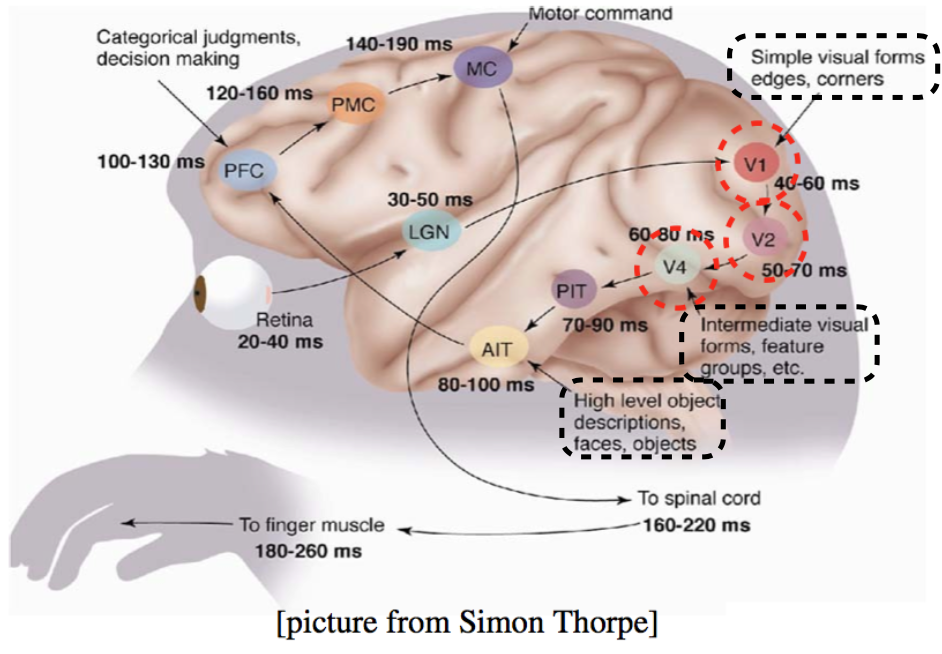 Motor command
Categorical judgments,
decision making
140-190 ms
MC
Simple visual forms
edges, corners
120-160 ms
PMC
100-130 ms
PFC
V1
40-60 ms
30-50 ms
LGN
60-80 ms
V2
V4
50-70 ms
PIT
70-90 ms
Retina
20-40 ms
Intermediate visual
forms, feature
groups, etc.
AIT
80-100 ms
High level object
descriptions,
faces, objects
To spinal cord
160-220 ms
To finger muscle
180-260 ms
[picture from Simon Thorpe]